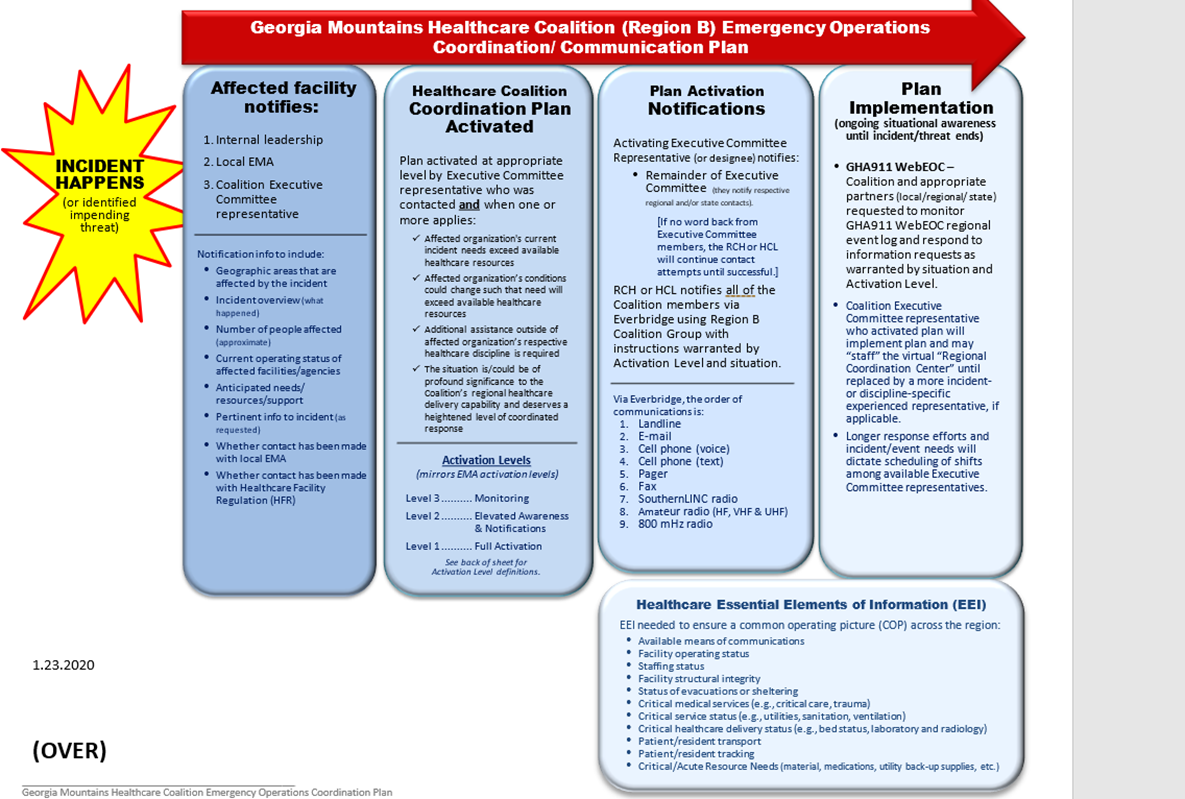 Georgia Mountains Healthcare Coalition (Region B) Emergency Operations
Coordination/ Communication Plan
INCIDENT
HAPPENS
(or identified
impending
threat)
Affected facility
notifies:
1. Internal leadership
2. Local EMA
3. Coalition Executive
Committee
representative
Notification info to include:
• Geographic areas that are
affected by the incident
• Incident overview (what
happened)
• Number of people affected
(approximate)
• Current operating status of
affected facilities/agencies
• Anticipated needs/
resources/support
• Pertinent info to incident (as
requested)
• Whether contact has been made
with local EMA
• Whether contact has been made
with Healthcare Facility
Regulation (HFR)
Healthcare Coalition
Coordination Plan
Activated
Plan activated at appropriate
level by Executive Committee
representative who was
contacted and when one or
more applies:
✓ Affected organization's current
incident needs exceed available
healthcare resources
✓ Affected organization's conditions
could change such that need will
exceed available healthcare
resources
✓ Additional assistance outside of
affected organization's respective
healthcare discipline is required
✓ The situation is/could be of
profound significance to the
Coalition's regional healthcare
delivery capability and deserves a
heightened level of coordinated
response
Activation Levels
(mirrors EMA activation levels)
Level 3.......... Monitoring
Level 2.......... Elevated Awareness
& Notifications
Level 1.......... Full Activation
See back of sheet for
Activation Level definitions.
Plan Activation
Notifications
Activating Executive Committee
Representative (or designee) notifies:
• Remainder of Executive
Committee (they notify respective
regional and/or state contacts).
[If no word back from
Executive Committee
members, the RCH or HCL
will continue contact
attempts until successful.]
RCH or HCL notifies all of the
Coalition members via
Everbridge using Region B
Coalition Group with
instructions warranted by
Activation Level and situation.
Via Everbridge, the order of
communications is:
1. Landline
2. E-mail
3. Cell phone (voice)
4. Cell phone (text)
5. Pager
6. Fax
7. SouthernLINC radio
8. Amateur radio (HF, VHF & UHF)
9. 800 mHz radio
Plan
Implementation
(ongoing situational awareness
until incident/threat ends)
• GHA911 WebEOC –
Coalition and appropriate
partners (local/regional/state)
requested to monitor
GHA911 WebEOC regional
event log and respond to
information requests as
warranted by situation and
Activation Level.
• Coalition Executive
Committee representative
who activated plan will
implement plan and may
“staff” the virtual “Regional
Coordination Center” until
replaced by a more incident-
or discipline-specific
experienced representative, if
applicable.
• Longer response efforts and
incident/event needs will
dictate scheduling of shifts
among available Executive
Committee representatives.
Healthcare Essential Elements of Information (EEI)
EEI needed to ensure a common operating picture (COP) across the region:
• Available means of communications
• Facility operating status
• Staffing status
• Facility structural integrity
• Status of evacuations or sheltering
• Critical medical services (e.g., critical care, trauma)
• Critical service status (e.g., utilities, sanitation, ventilation)
• Critical healthcare delivery status (e.g., bed status, laboratory and radiology)
• Patient/resident transport
• Patient/resident tracking
• Critical/Acute Resource Needs (material, medications, utility back-up supplies, etc.)
1.23.2020
(OVER)
Georgia Mountains Healthcare Coalition Emergency Operations Coordination Plan